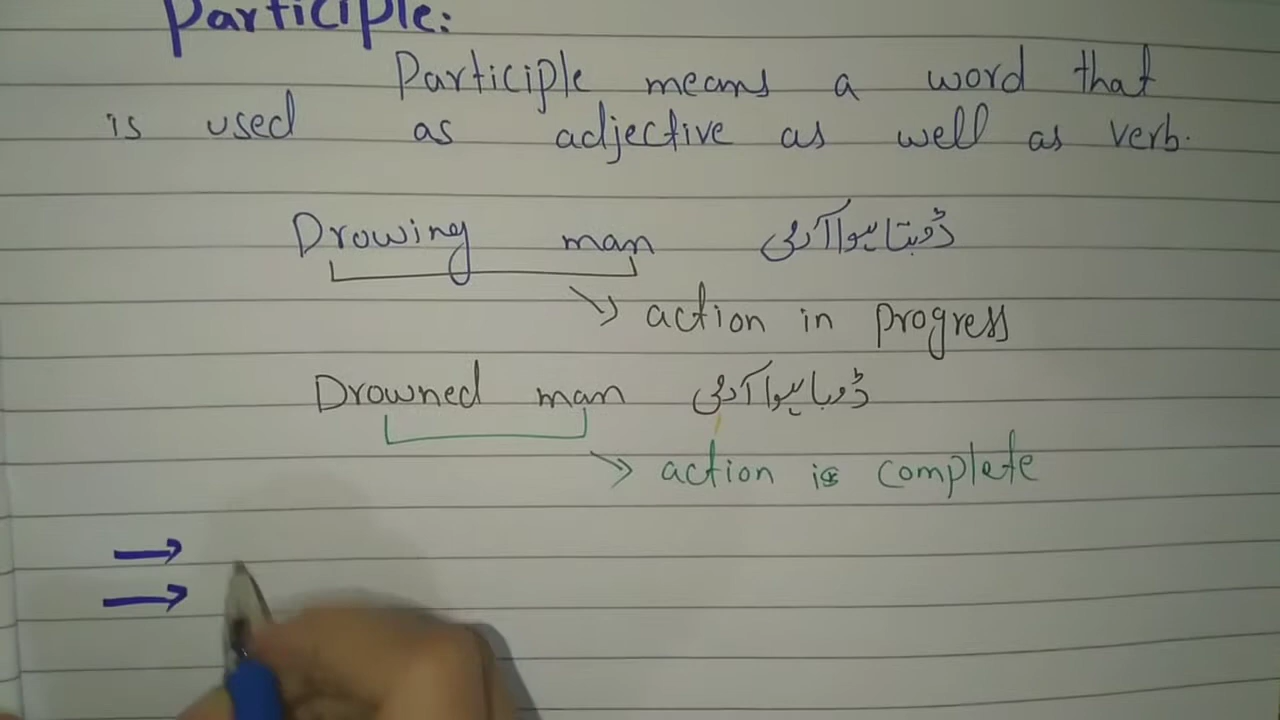 Participle:
Participle means a word that
is used as adjective as well as verb.
Drowing man ڈوبتا ہوا آدمی
action in progress
Drowned man ڈوبا ہوا آدمی
action is complete